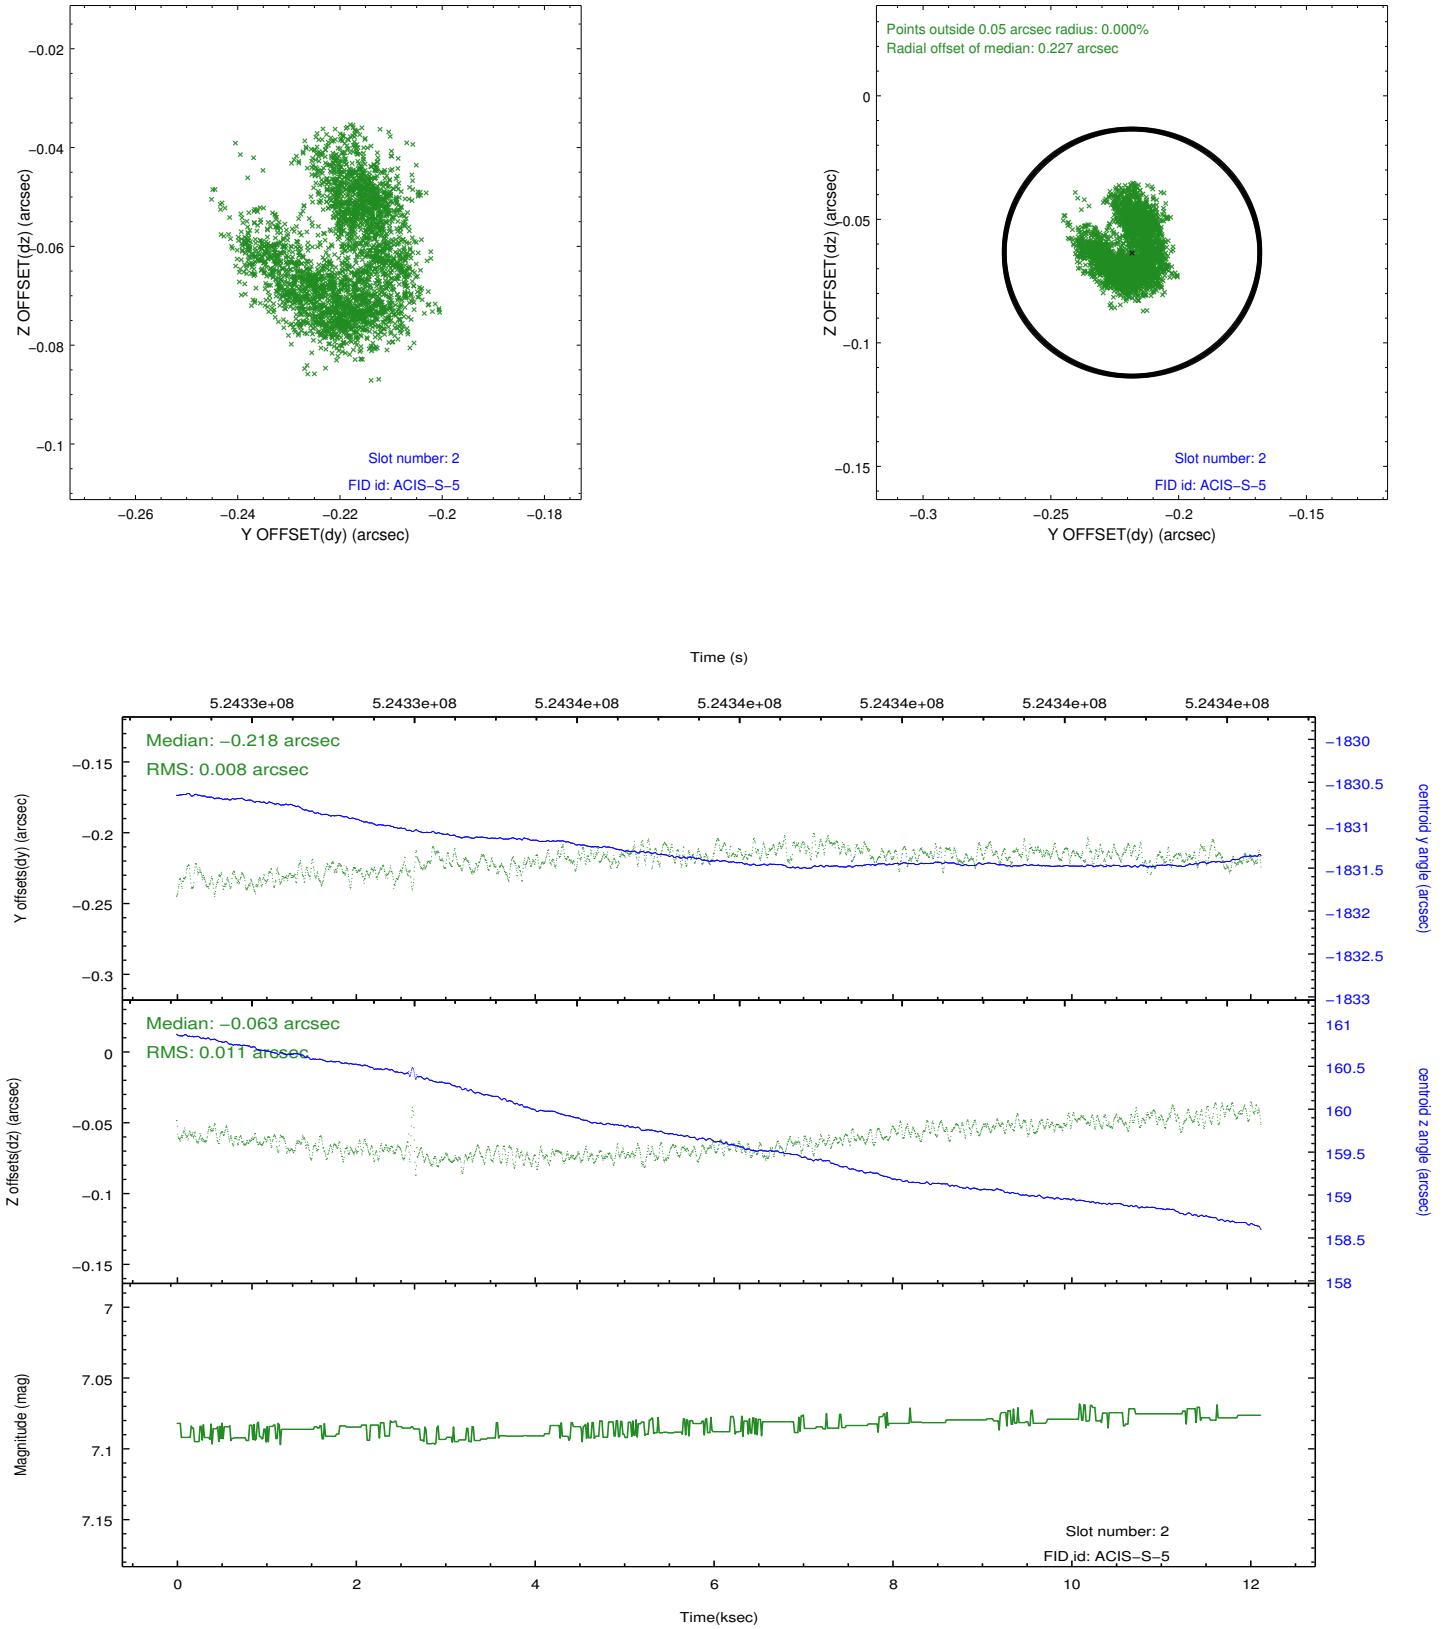 −0.02
−0.04
−0.06
−0.08
−0.1
Z OFFSET(dz) (arcsec)
Slot number: 2
FID id: ACIS−S−5
−0.26
−0.24
−0.22
−0.2
−0.18
Y OFFSET(dy) (arcsec)
Points outside 0.05 arcsec radius: 0.000%
Radial offset of median: 0.227 arcsec
0
−0.05
−0.1
−0.15
Z OFFSET(dz) (arcsec)
Slot number: 2
FID id: ACIS−S−5
−0.3
−0.25
−0.2
−0.15
Y OFFSET(dy) (arcsec)
Time (s)
5.2433e+08
5.2433e+08
5.2434e+08
5.2434e+08
5.2434e+08
5.2434e+08
5.2434e+08
Median: −0.218 arcsec
RMS: 0.008 arcsec
−0.15
−0.2
−0.25
−0.3
Y offsets(dy) (arcsec)
−1830
−1830.5
−1831
−1831.5
−1832
−1832.5
−1833
centroid y angle (arcsec)
Median: −0.063 arcsec
RMS: 0.011 arcsec
0
−0.05
−0.1
−0.15
Z offsets(dz) (arcsec)
161
160.5
160
159.5
159
158.5
158
centroid z angle (arcsec)
7
7.05
7.1
7.15
Magnitude (mag)
Slot number: 2
FID id: ACIS−S−5
0
2
4
6
8
10
12
Time(ksec)